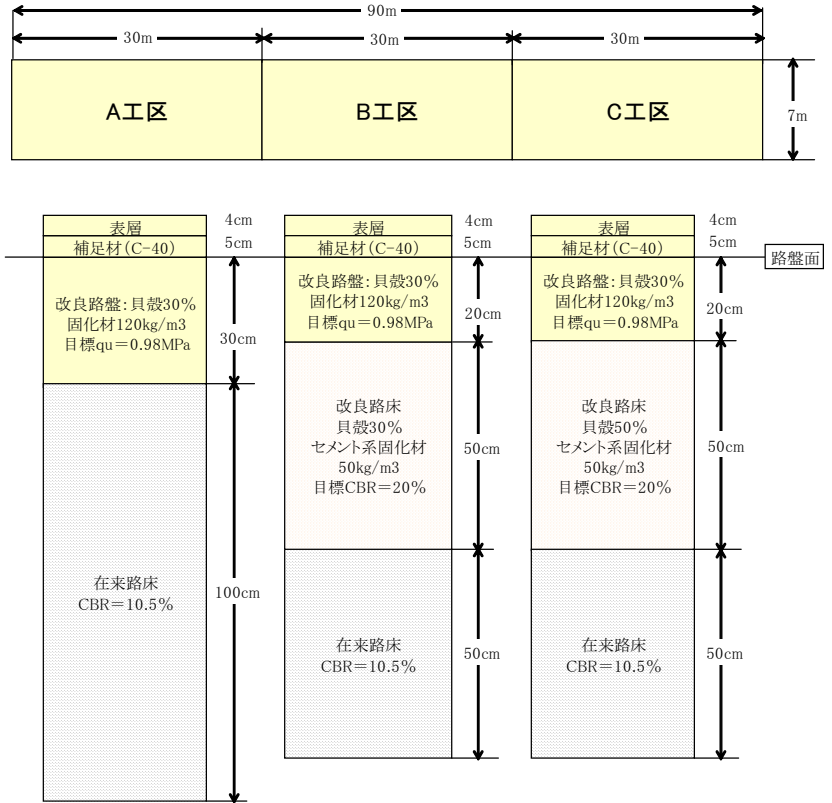 90m
30m
30m
30m
A工区
B工区
C工区
7m
表層
補足材(C-40)
4cm
5cm
改良路盤:貝殻30%
固化材120kg/m3
目標qu=0.98MPa
30cm
在来路床
CBR=10.5%
100cm
表層
補足材(C-40)
4cm
5cm
改良路盤:貝殻30%
固化材120kg/m3
目標qu=0.98MPa
20cm
改良路床
貝殻30%
セメント系固化材
50kg/m3
目標CBR=20%
50cm
在来路床
CBR=10.5%
50cm
表層
補足材(C-40)
4cm
5cm
路盤面
改良路盤:貝殻30%
固化材120kg/m3
目標qu=0.98MPa
20cm
改良路床
貝殻50%
セメント系固化材
50kg/m3
目標CBR=20%
50cm
在来路床
CBR=10.5%
50cm